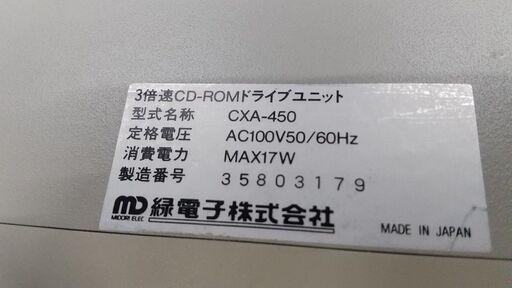 3倍速CD-ROMドライブユニット
型式名称 CXA-450
定格電圧 AC100V50/60Hz
消費電力 MAX17W
製造番号 35803179
MIDORI ELEC 緑電子株式会社
MADE IN JAPAN